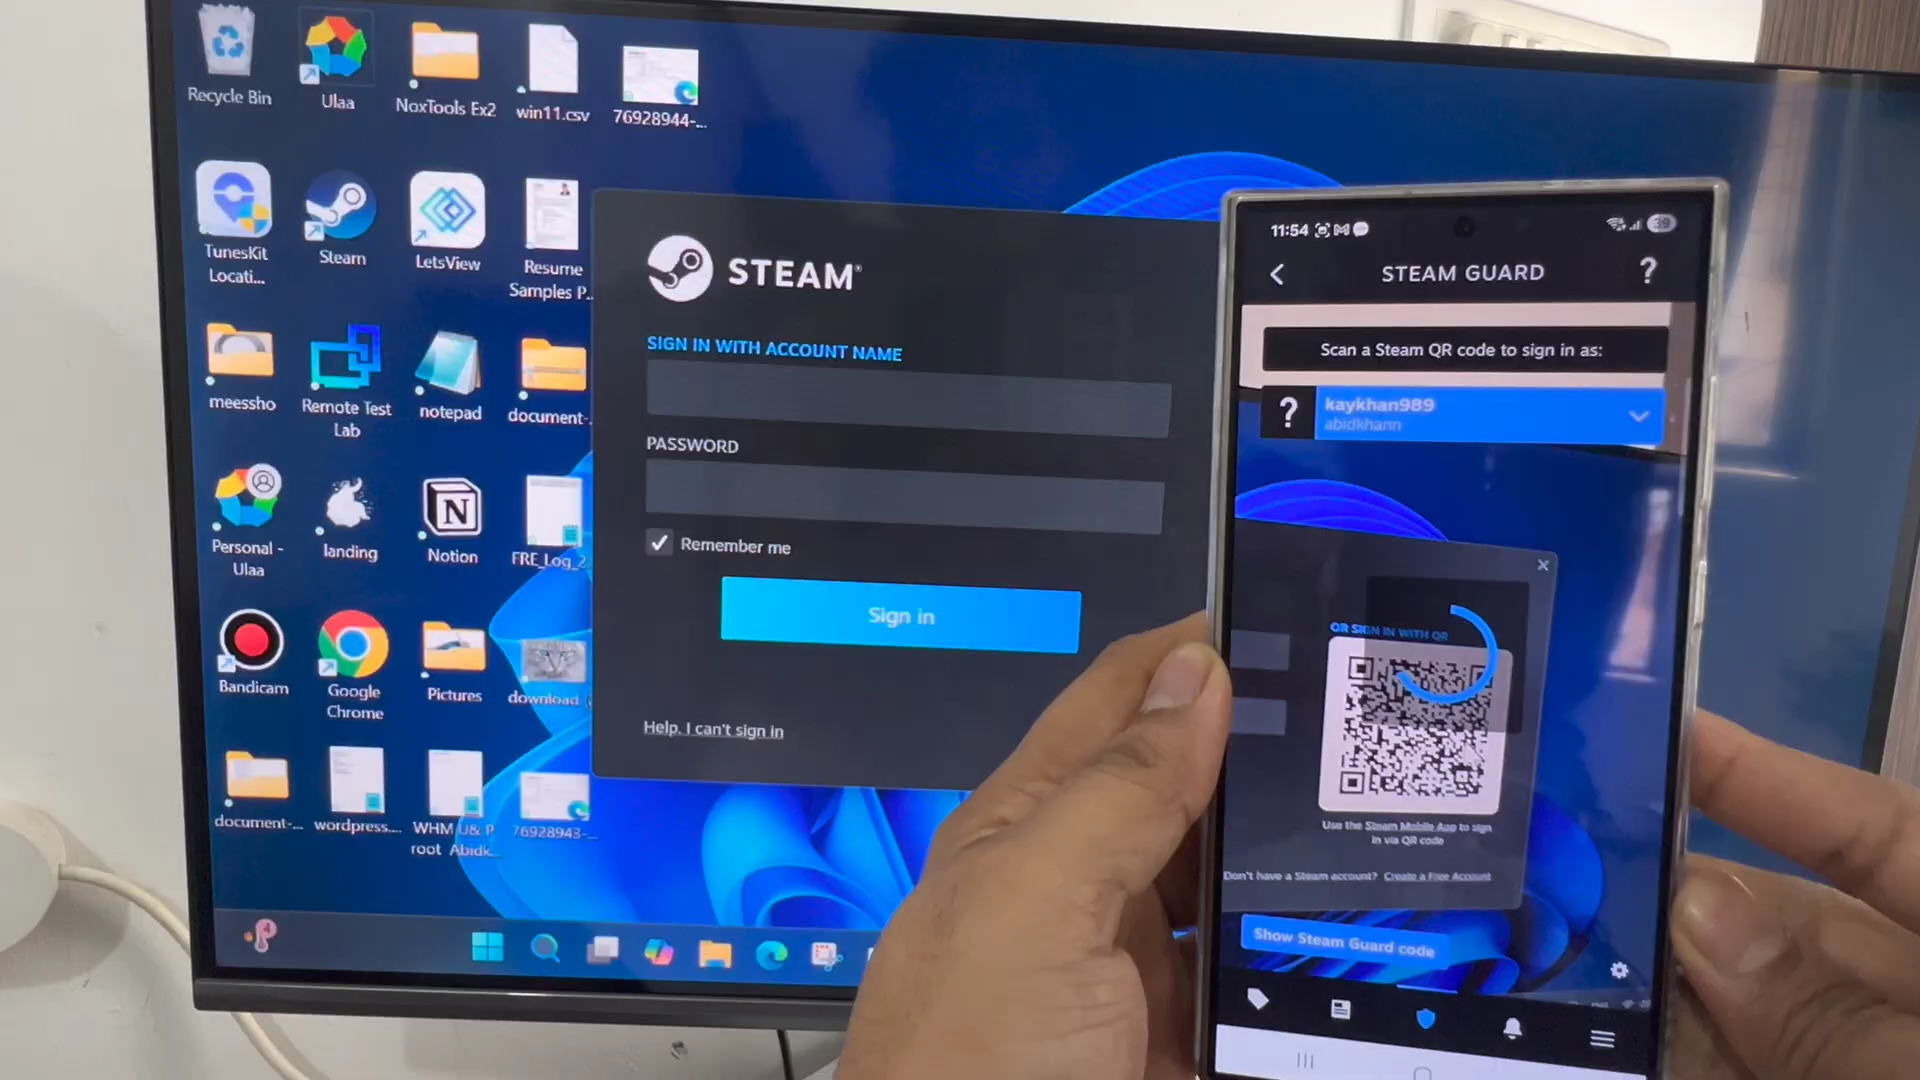 Recycle Bin
Ulaa
NoxTools Ex2
win11.csv
76928944-...
TunesKit
Locati...
Steam
LetsView
Resume
Samples P...
meessho
Remote Test
Lab
notepad
document-...
Personal -
Ulaa
landing
Notion
FRE_Log_2
Bandicam
Google
Chrome
Pictures
download
document-...
wordpress....
WHM U& P
root Abidk...
76928943-...
STEAM®
SIGN IN WITH ACCOUNT NAME
PASSWORD
Remember me
Sign in
Help, I can't sign in
11:54
39
STEAM GUARD
?
Scan a Steam QR code to sign in as:
?
kaykhan989
abidkhann
OR SIGN IN WITH QR
Use the Steam Mobile App to sign
in via QR code
Don't have a Steam account? Create a Free Account
Show Steam Guard code